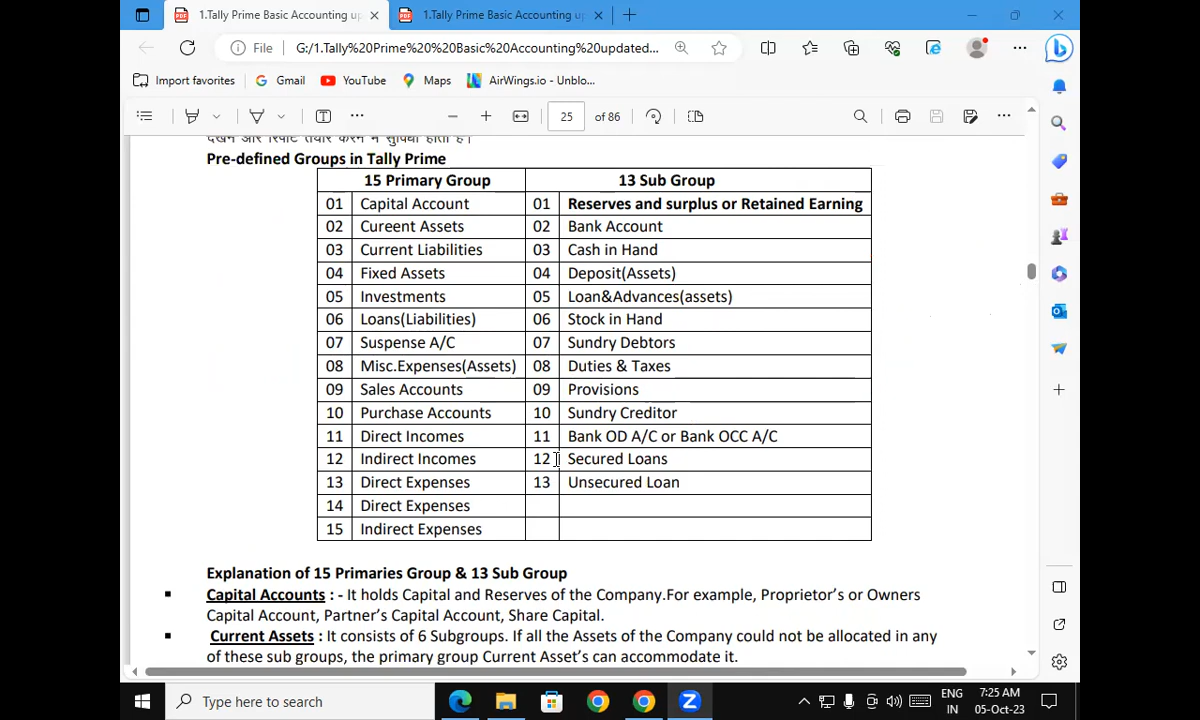 1.Tally Prime Basic Accounting up
1.Tally Prime Basic Accounting up
File G:/1.Tally%20Prime%20%20Basic%20Accounting%20updated...
Import favorites Gmail YouTube Maps AirWings.io - Unblo...
25 of 86
देखने और रिपोर्ट तैयार करने में सुविधा होती है।
Pre-defined Groups in Tally Prime
15 Primary Group 13 Sub Group
01 Capital Account 01 Reserves and surplus or Retained Earning
02 Cureent Assets 02 Bank Account
03 Current Liabilities 03 Cash in Hand
04 Fixed Assets 04 Deposit(Assets)
05 Investments 05 Loan&Advances(assets)
06 Loans(Liabilities) 06 Stock in Hand
07 Suspense A/C 07 Sundry Debtors
08 Misc.Expenses(Assets) 08 Duties & Taxes
09 Sales Accounts 09 Provisions
10 Purchase Accounts 10 Sundry Creditor
11 Direct Incomes 11 Bank OD A/C or Bank OCC A/C
12 Indirect Incomes 12 Secured Loans
13 Direct Expenses 13 Unsecured Loan
14 Direct Expenses
15 Indirect Expenses
Explanation of 15 Primaries Group & 13 Sub Group
Capital Accounts : - It holds Capital and Reserves of the Company.For example, Proprietor's or Owners
Capital Account, Partner's Capital Account, Share Capital.
Current Assets : It consists of 6 Subgroups. If all the Assets of the Company could not be allocated in any
of these sub groups, the primary group Current Asset's can accommodate it.
Type here to search
ENG
IN
7:25 AM
05-Oct-23